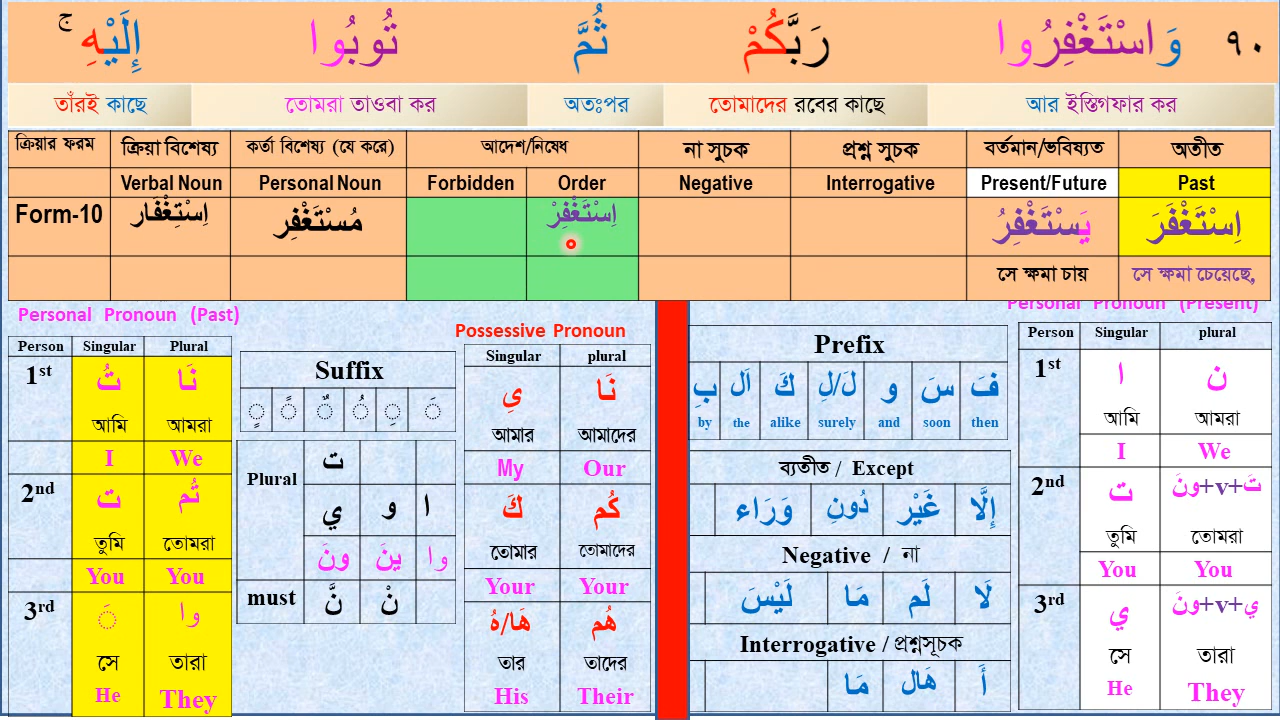 ٩٠ وَاسْتَغْفِرُوا رَبَّكُمْ ثُمَّ تُوبُوا إِلَيْهِ ۚ
আর ইস্তিগফার কর তোমাদের রবের কাছে অতঃপর তোমরা তাওবা কর তাঁরই কাছে
ক্রিয়ার ফরম ক্রিয়া বিশেষ্য কর্তা বিশেষ্য (যে করে) আদেশ/নিষেধ না সুচক প্রশ্ন সুচক বর্তমান/ভবিষ্যত অতীত
Verbal Noun Personal Noun Forbidden Order Negative Interrogative Present/Future Past
Form-10 اِسْتِغْفَار مُسْتَغْفِر اِسْتَغْفِرْ يَسْتَغْفِرُ اِسْتَغْفَرَ
সে ক্ষমা চায় সে ক্ষমা চেয়েছে,
Personal Pronoun (Past)
Person Singular Plural
1st تُ نَا
আমি আমরা
I We
2nd ت تُم
তুমি তোমরা
You You
3rd َ وا
সে তারা
He They
Suffix
ٍ ً ٌ ُ ِ َ
Plural ت
ي و ا
ونَ ينَ وا
must نَّ نْ
Possessive Pronoun
Singular plural
يِ نَا
আমার আমাদের
My Our
كَ كُم
তোমার তোমাদের
Your Your
هَا/هُ هُم
তার তাদের
His Their
Prefix
بِ اَل كَ لَ/لِ و سَ فَ
by the alike surely and soon then
ব্যতীত / Except
وَرَاء دُونِ غَيْر إِلَّا
Negative / না
لَيْسَ مَا لَم لَا
Interrogative / প্রশ্নসূচক
مَا هَال أَ
Personal Pronoun (Present)
Person Singular plural
1st ا ن
আমি আমরা
I We
2nd ت تَ+v+ونَ
তুমি তোমরা
You You
3rd ي ي+v+ونَ
সে তারা
He They